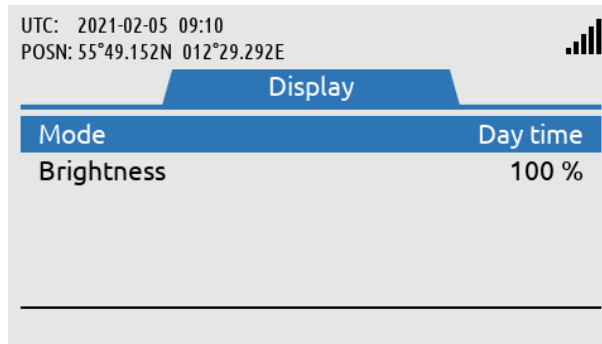 UTC: 2021-02-05 09:10
POSN: 55°49.152N 012°29.292E
Display
Mode Day time
Brightness 100 %